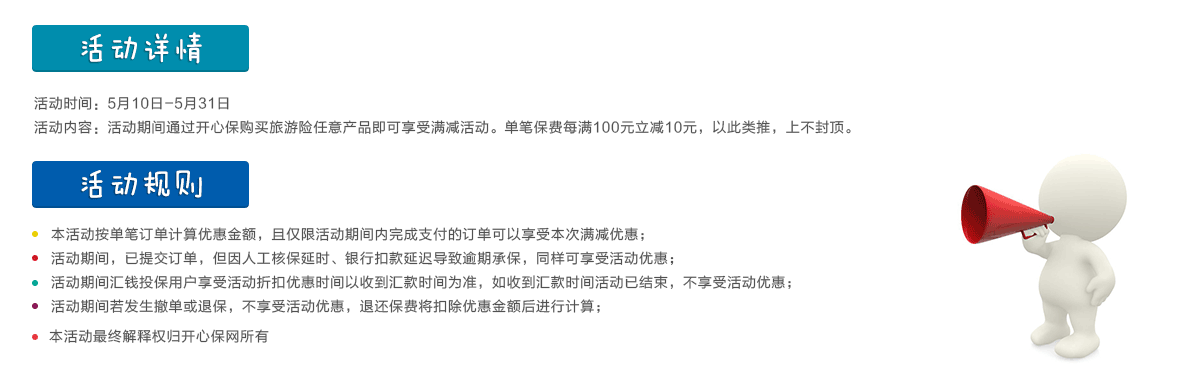 活动详情
活动时间：5月10日-5月31日
活动内容：活动期间通过开心保购买旅游险任意产品即可享受满减活动。单笔保费每满100元立减10元，以此类推，上不封顶。
活动规则
本活动按单笔订单计算优惠金额，且仅限活动期间内完成支付的订单可以享受本次满减优惠；
活动期间，已提交订单，但因人工核保延时、银行扣款延迟导致逾期承保，同样可享受活动优惠；
活动期间汇钱投保用户享受活动折扣优惠时间以收到汇款时间为准，如收到汇款时间活动已结束，不享受活动优惠；
活动期间若发生撤单或退保，不享受活动优惠，退还保费将扣除优惠金额后进行计算；
本活动最终解释权归开心保网所有